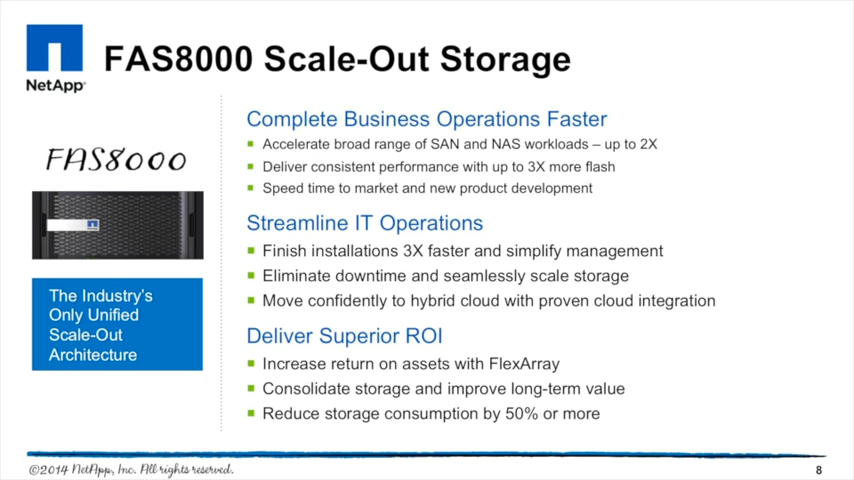 NetApp
FAS8000 Scale-Out Storage
FAS8000
The Industry's
Only Unified
Scale-Out
Architecture
Complete Business Operations Faster
Accelerate broad range of SAN and NAS workloads – up to 2X
Deliver consistent performance with up to 3X more flash
Speed time to market and new product development
Streamline IT Operations
Finish installations 3X faster and simplify management
Eliminate downtime and seamlessly scale storage
Move confidently to hybrid cloud with proven cloud integration
Deliver Superior ROI
Increase return on assets with FlexArray
Consolidate storage and improve long-term value
Reduce storage consumption by 50% or more
©2014 NetApp, Inc. All rights reserved.
8